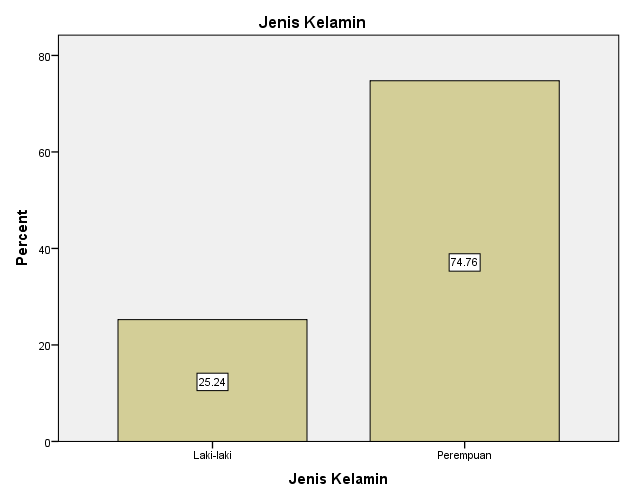 Jenis Kelamin
Percent
80
60
40
20
0
25.24
74.76
Laki-laki
Perempuan
Jenis Kelamin